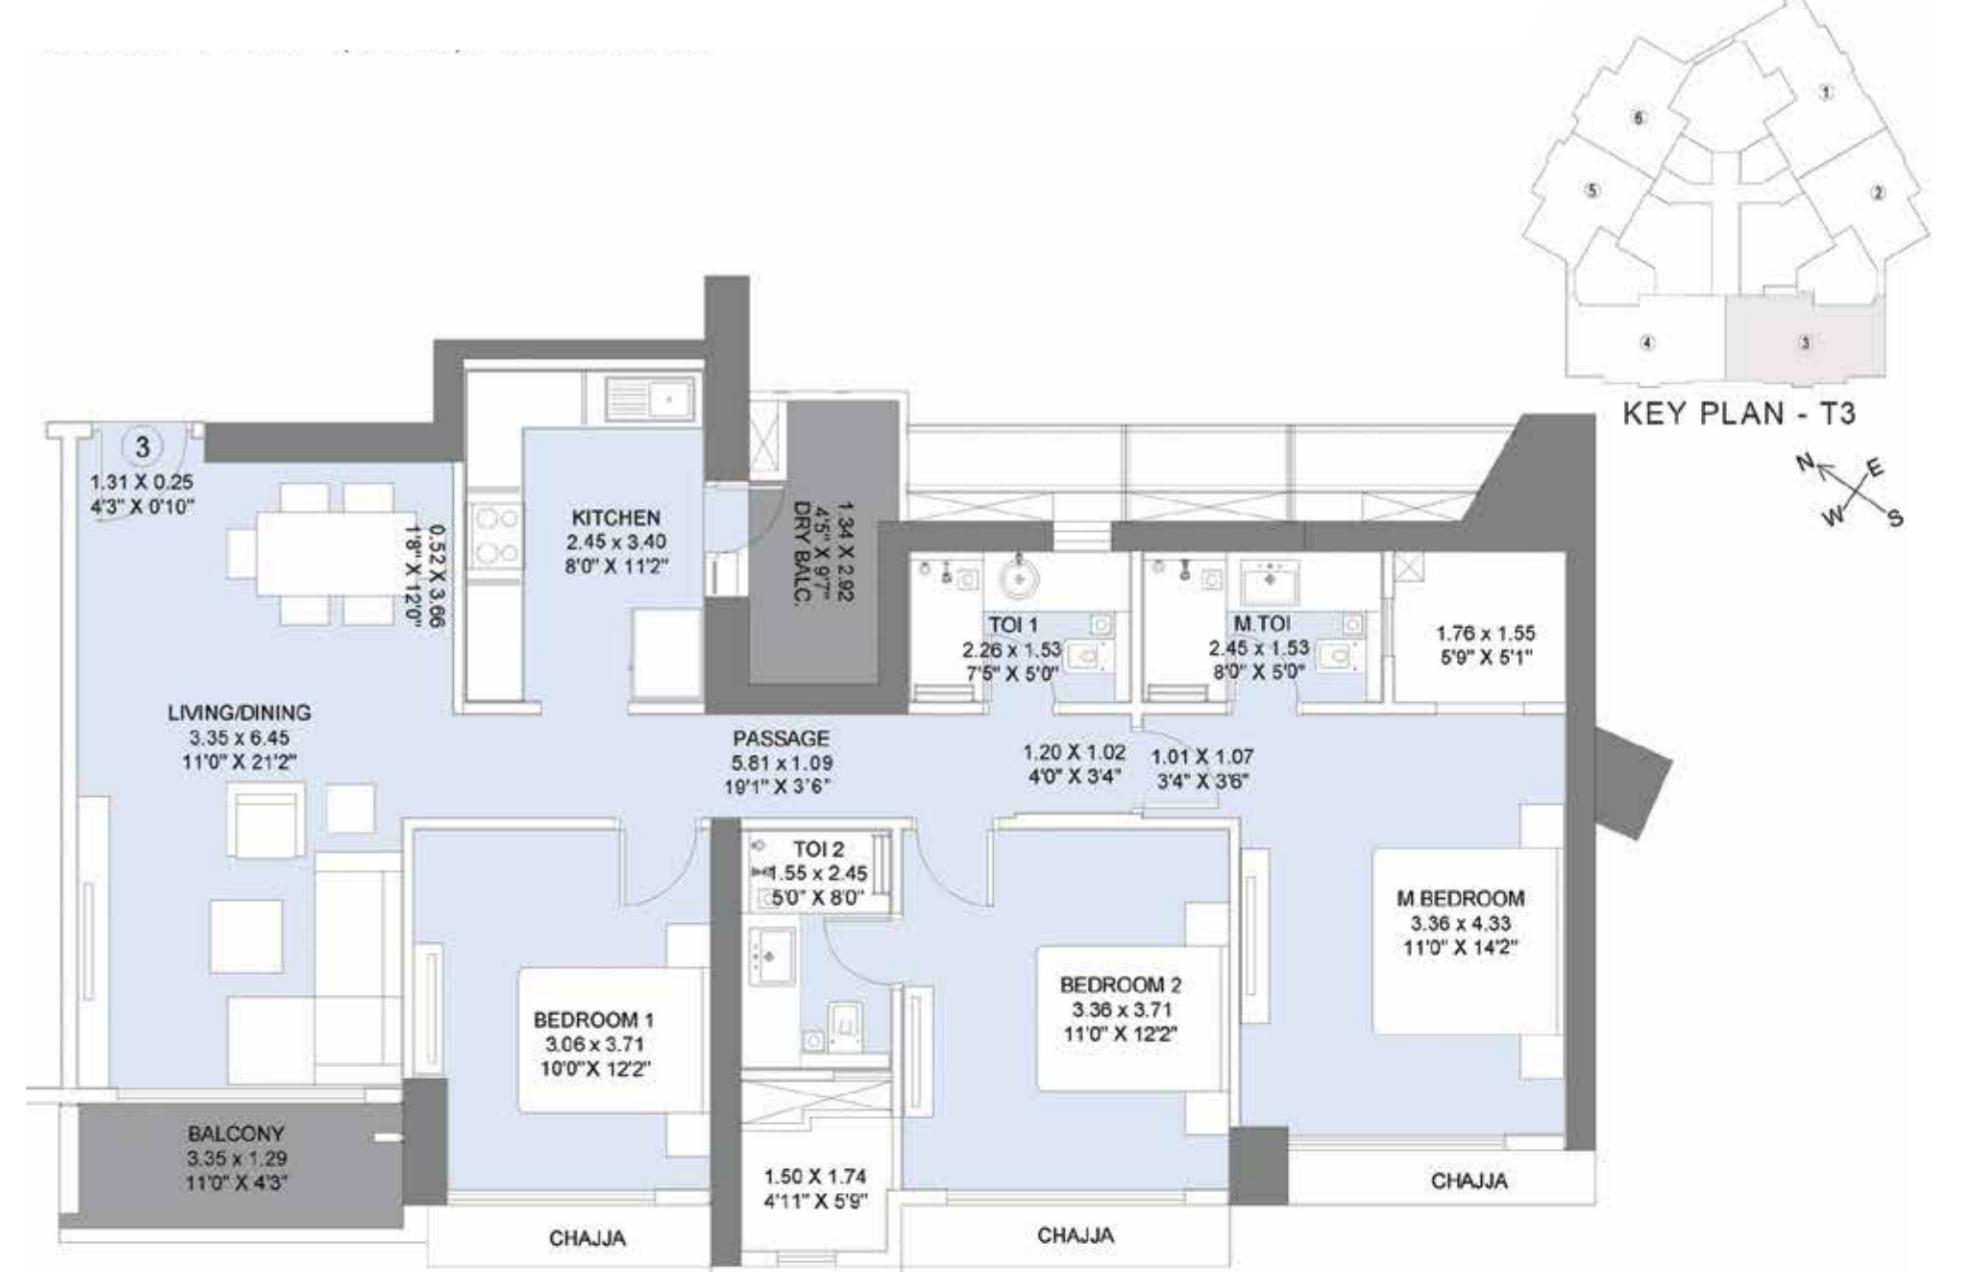 6
1
5
2
4
3
KEY PLAN - T3
N
E
W
S
3
1.31 X 0.25
4'3" X 0'10"
0.52 X 3.66
1'8" X 12'0"
KITCHEN
2.45 x 3.40
8'0" X 11'2"
1.34 X 2.92
4'5" X 9'7"
DRY BALC.
TOI 1
2.26 x 1.53
7'5" X 5'0"
M.TOI
2.45 x 1.53
8'0" X 5'0"
1.76 x 1.55
5'9" X 5'1"
LIVING/DINING
3.35 x 6.45
11'0" X 21'2"
PASSAGE
5.81 x 1.09
19'1" X 3'6"
1.20 X 1.02
4'0" X 3'4"
1.01 X 1.07
3'4" X 3'6"
TOI 2
1.55 x 2.45
5'0" X 8'0"
M.BEDROOM
3.36 x 4.33
11'0" X 14'2"
BEDROOM 2
3.36 x 3.71
11'0" X 12'2"
BEDROOM 1
3.06 x 3.71
10'0" X 12'2"
BALCONY
3.35 x 1.29
11'0" X 4'3"
1.50 X 1.74
4'11" X 5'9"
CHAJJA
CHAJJA
CHAJJA